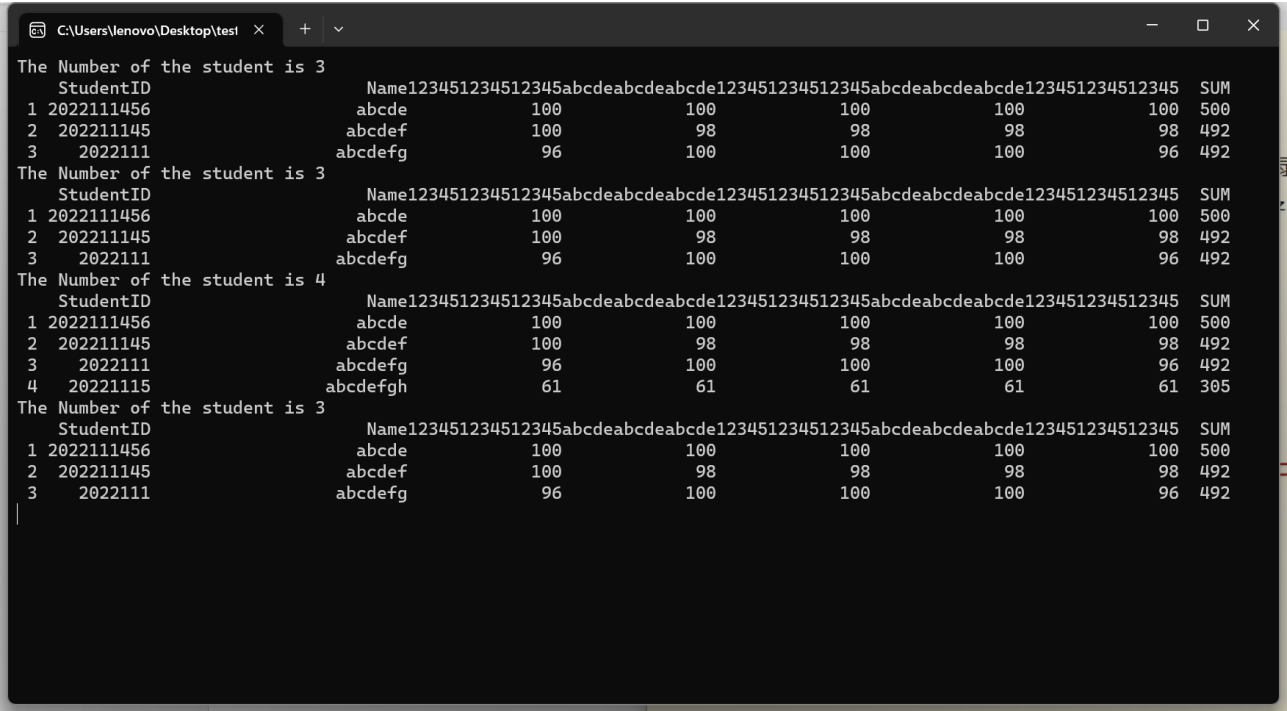 C:\Users\lenovo\Desktop\test
The Number of the student is 3
StudentID Name123451234512345abcdeabcdeabcde123451234512345abcdeabcdeabcde123451234512345 SUM
1 2022111456 abcde 100 100 100 100 100 500
2 202211145 abcdef 100 98 98 98 98 492
3 2022111 abcdefg 96 100 100 100 96 492
The Number of the student is 3
StudentID Name123451234512345abcdeabcdeabcde123451234512345abcdeabcdeabcde123451234512345 SUM
1 2022111456 abcde 100 100 100 100 100 500
2 202211145 abcdef 100 98 98 98 98 492
3 2022111 abcdefg 96 100 100 100 96 492
The Number of the student is 4
StudentID Name123451234512345abcdeabcdeabcde123451234512345abcdeabcdeabcde123451234512345 SUM
1 2022111456 abcde 100 100 100 100 100 500
2 202211145 abcdef 100 98 98 98 98 492
3 2022111 abcdefg 96 100 100 100 96 492
4 20221115 abcdefgh 61 61 61 61 61 305
The Number of the student is 3
StudentID Name123451234512345abcdeabcdeabcde123451234512345abcdeabcdeabcde123451234512345 SUM
1 2022111456 abcde 100 100 100 100 100 500
2 202211145 abcdef 100 98 98 98 98 492
3 2022111 abcdefg 96 100 100 100 96 492